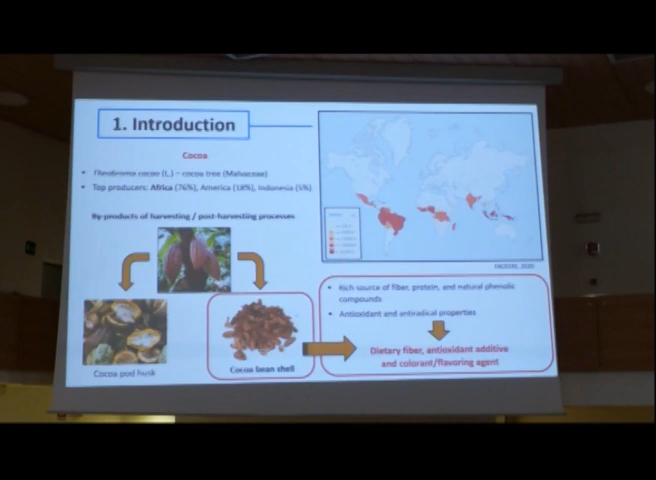 1. Introduction
Cocoa
• Theobroma cacao (L.) – cocoa tree (Malvaceae)
• Top producers: Africa (76%), America (18%), Indonesia (5%)
By-products of harvesting / post-harvesting processes
FAOSTAT, 2020
• Rich source of fiber, protein, and natural phenolic
compounds
• Antioxidant and antiradical properties
Dietary fiber, antioxidant additive
and colorant/flavoring agent
Cocoa pod husk
Cocoa bean shell